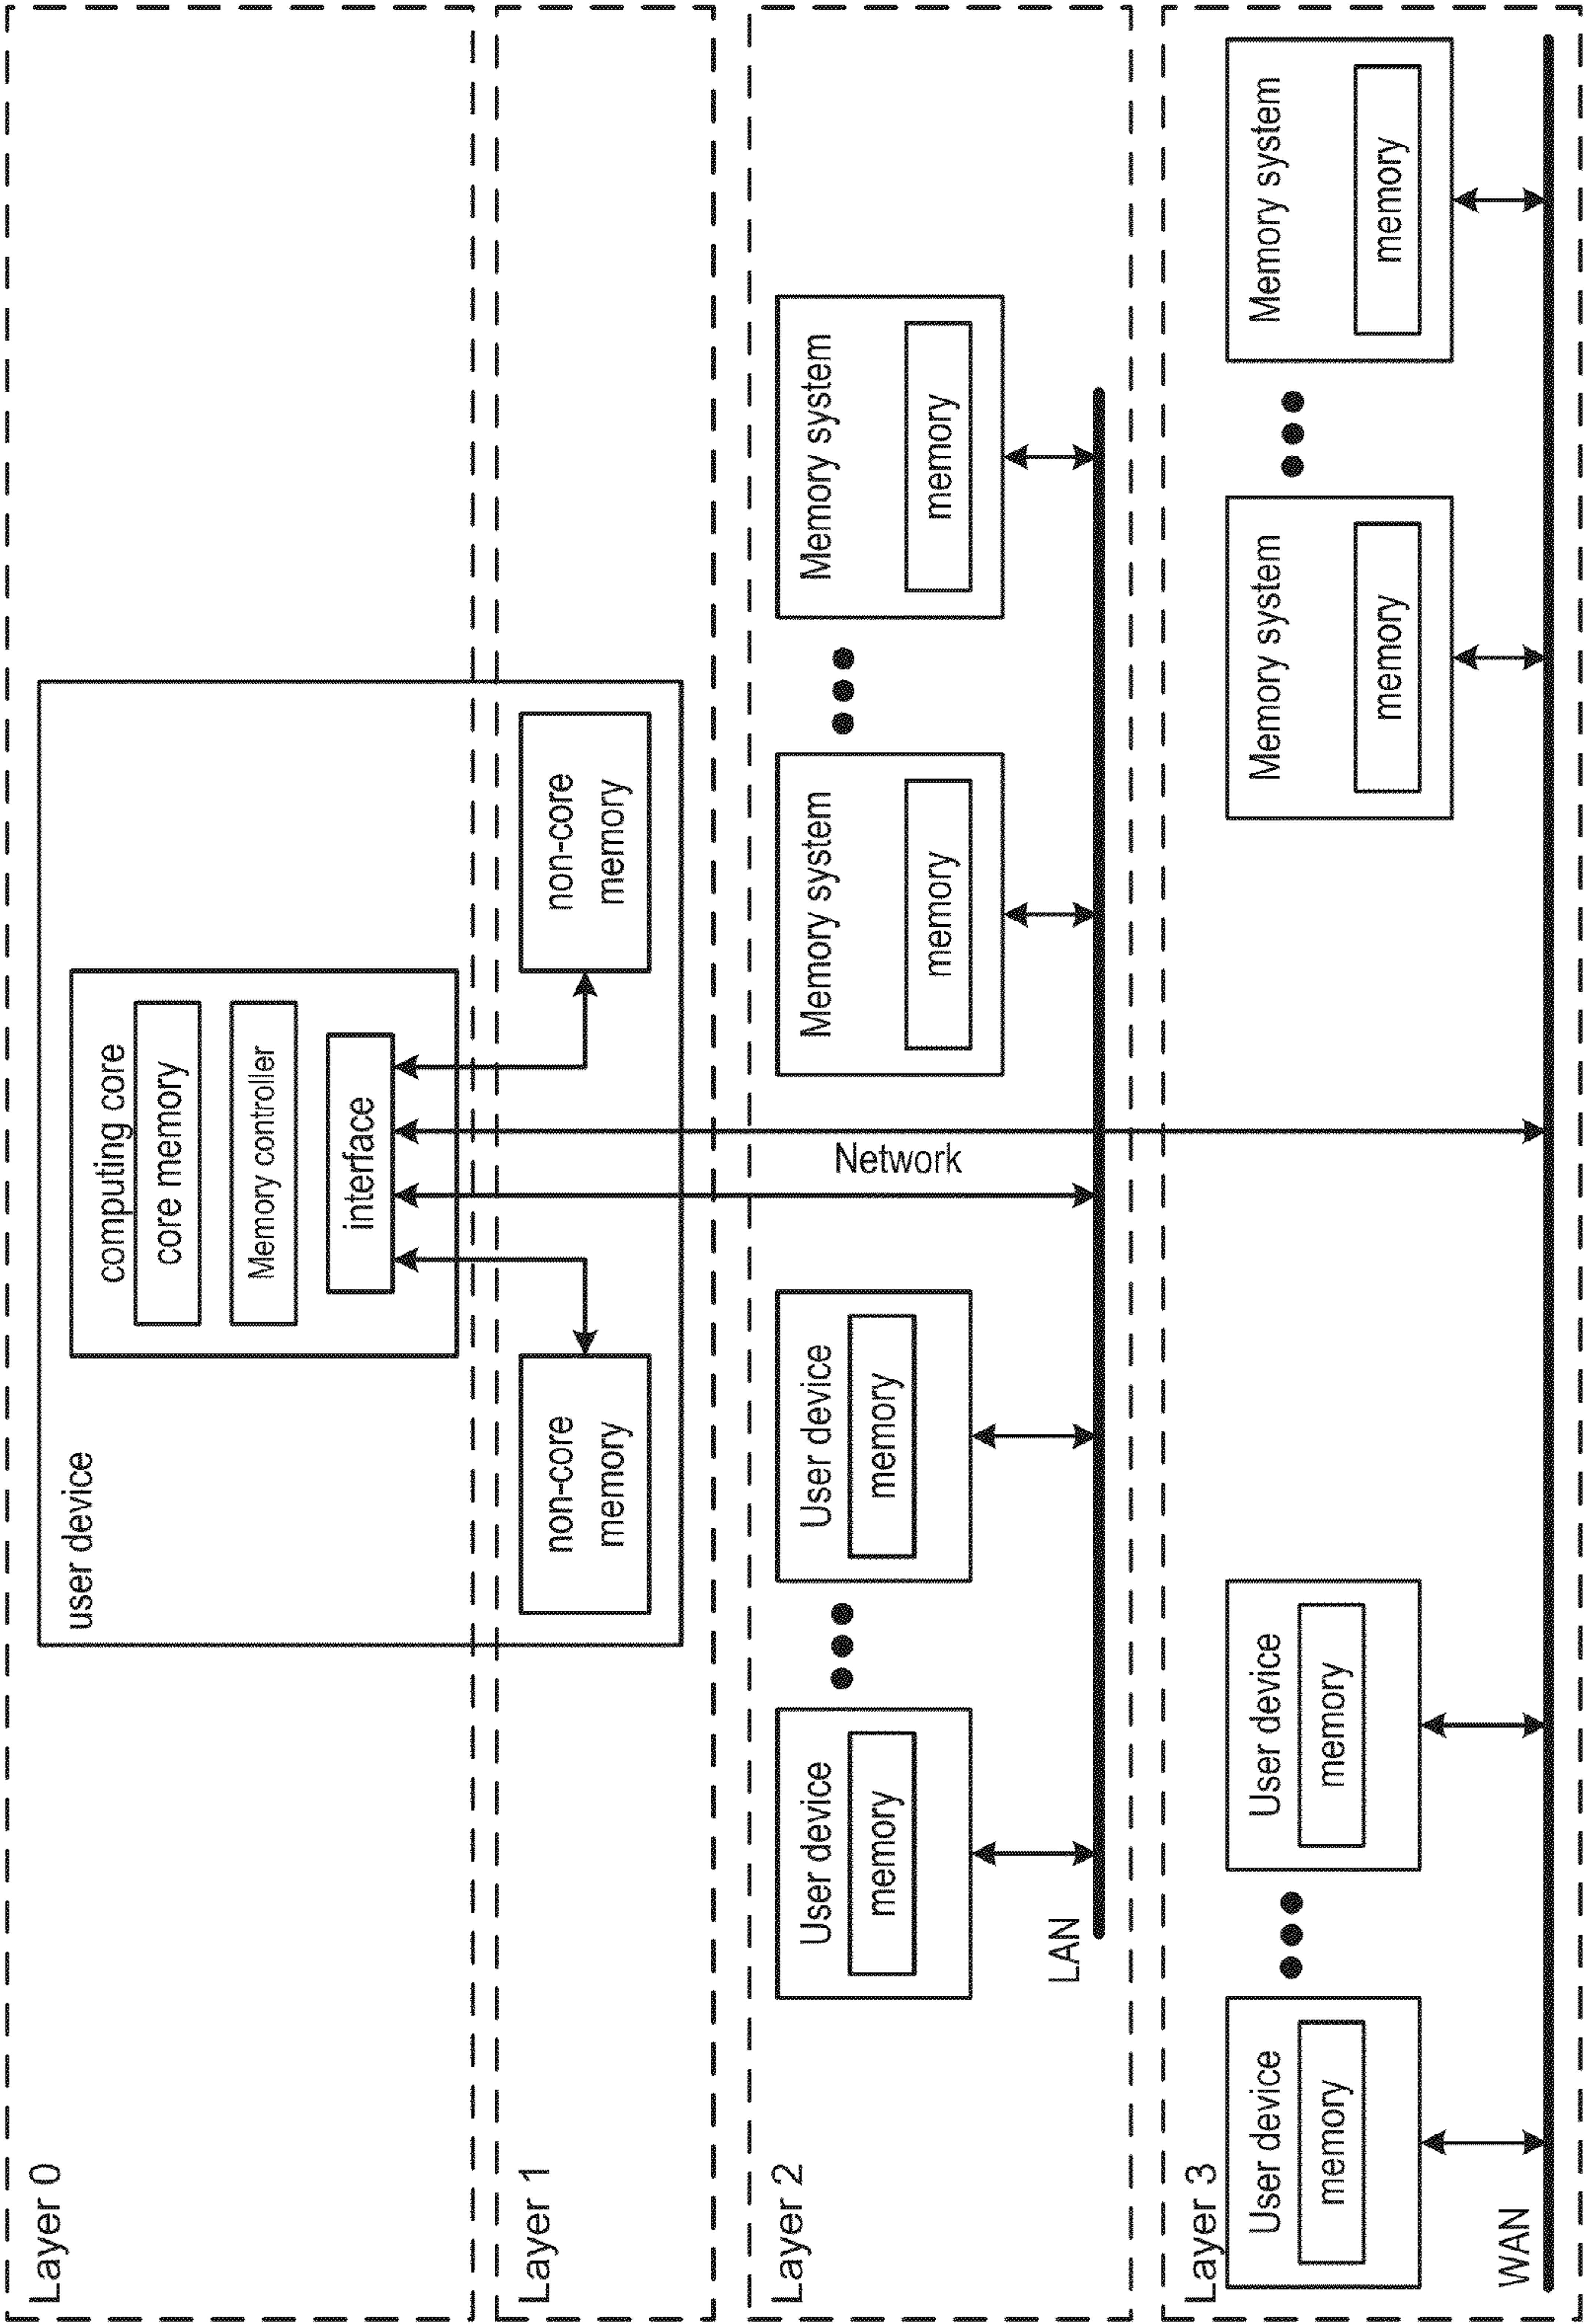 Layer 0
user device
computing core
core memory
Memory controller
interface
Layer 1
non-core
memory
non-core
memory
Layer 2
User device
memory
User device
memory
Network
Memory system
memory
Memory system
memory
LAN
Layer 3
User device
memory
User device
memory
Memory system
memory
Memory system
memory
WAN